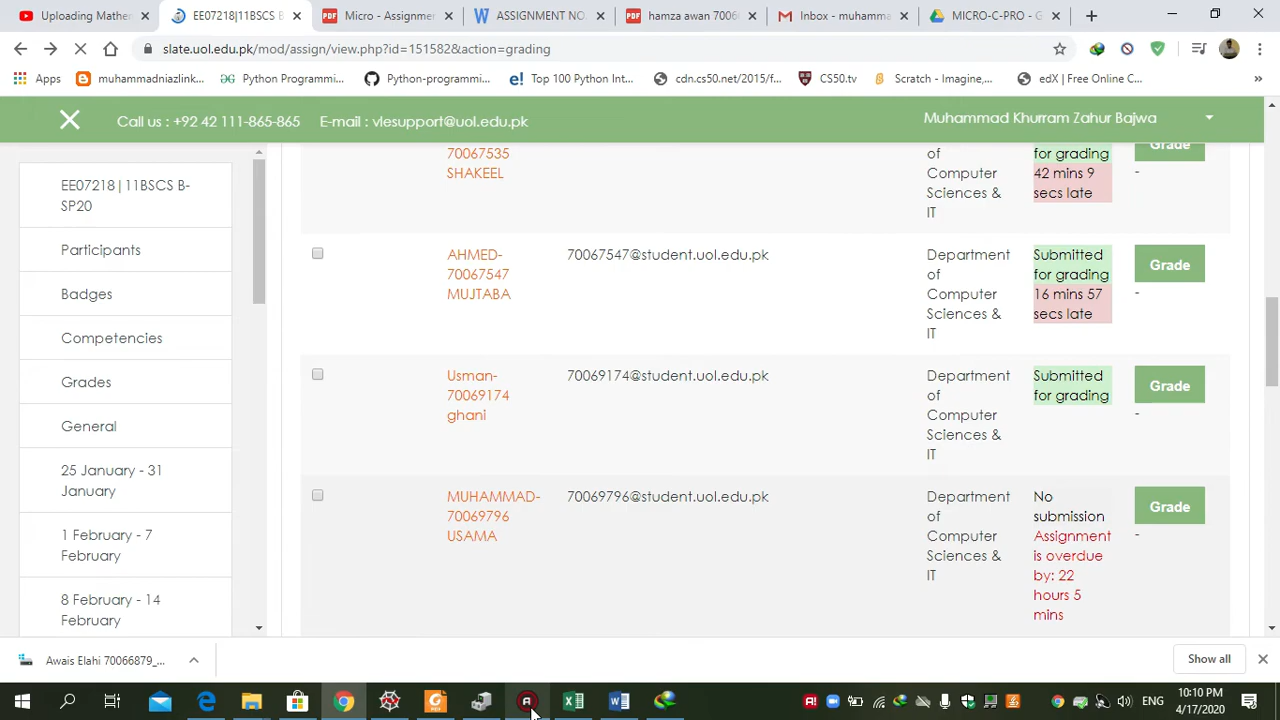 Uploading Mathem
EE07218|11BSCS B
Micro - Assignmen
ASSIGNMENT NO.
hamza awan 7006
Inbox - muhamma
MICRO-C-PRO - G
slate.uol.edu.pk/mod/assign/view.php?id=151582&action=grading
Apps
muhammadniazlink...
Python Programmi...
Python-programmi...
Top 100 Python Int...
cdn.cs50.net/2015/f...
CS50.tv
Scratch - Imagine,...
edX | Free Online C...
»
Call us : +92 42 111-865-865
E-mail : vlesupport@uol.edu.pk
Muhammad Khurram Zahur Bajwa
EE07218|11BSCS B-
SP20
Participants
Badges
Competencies
Grades
General
25 January - 31
January
1 February - 7
February
8 February - 14
February
70067535
SHAKEEL
of
Computer
Sciences &
IT
for grading
42 mins 9
secs late
Grade
-
AHMED-
70067547
MUJTABA
70067547@student.uol.edu.pk
Department
of
Computer
Sciences &
IT
Submitted
for grading
16 mins 57
secs late
Grade
-
Usman-
70069174
ghani
70069174@student.uol.edu.pk
Department
of
Computer
Sciences &
IT
Submitted
for grading
Grade
-
MUHAMMAD-
70069796
USAMA
70069796@student.uol.edu.pk
Department
of
Computer
Sciences &
IT
No
submission
Assignment
is overdue
by: 22
hours 5
mins
Grade
-
Awais Elahi 70066879_...
Show all
ENG
10:10 PM
4/17/2020